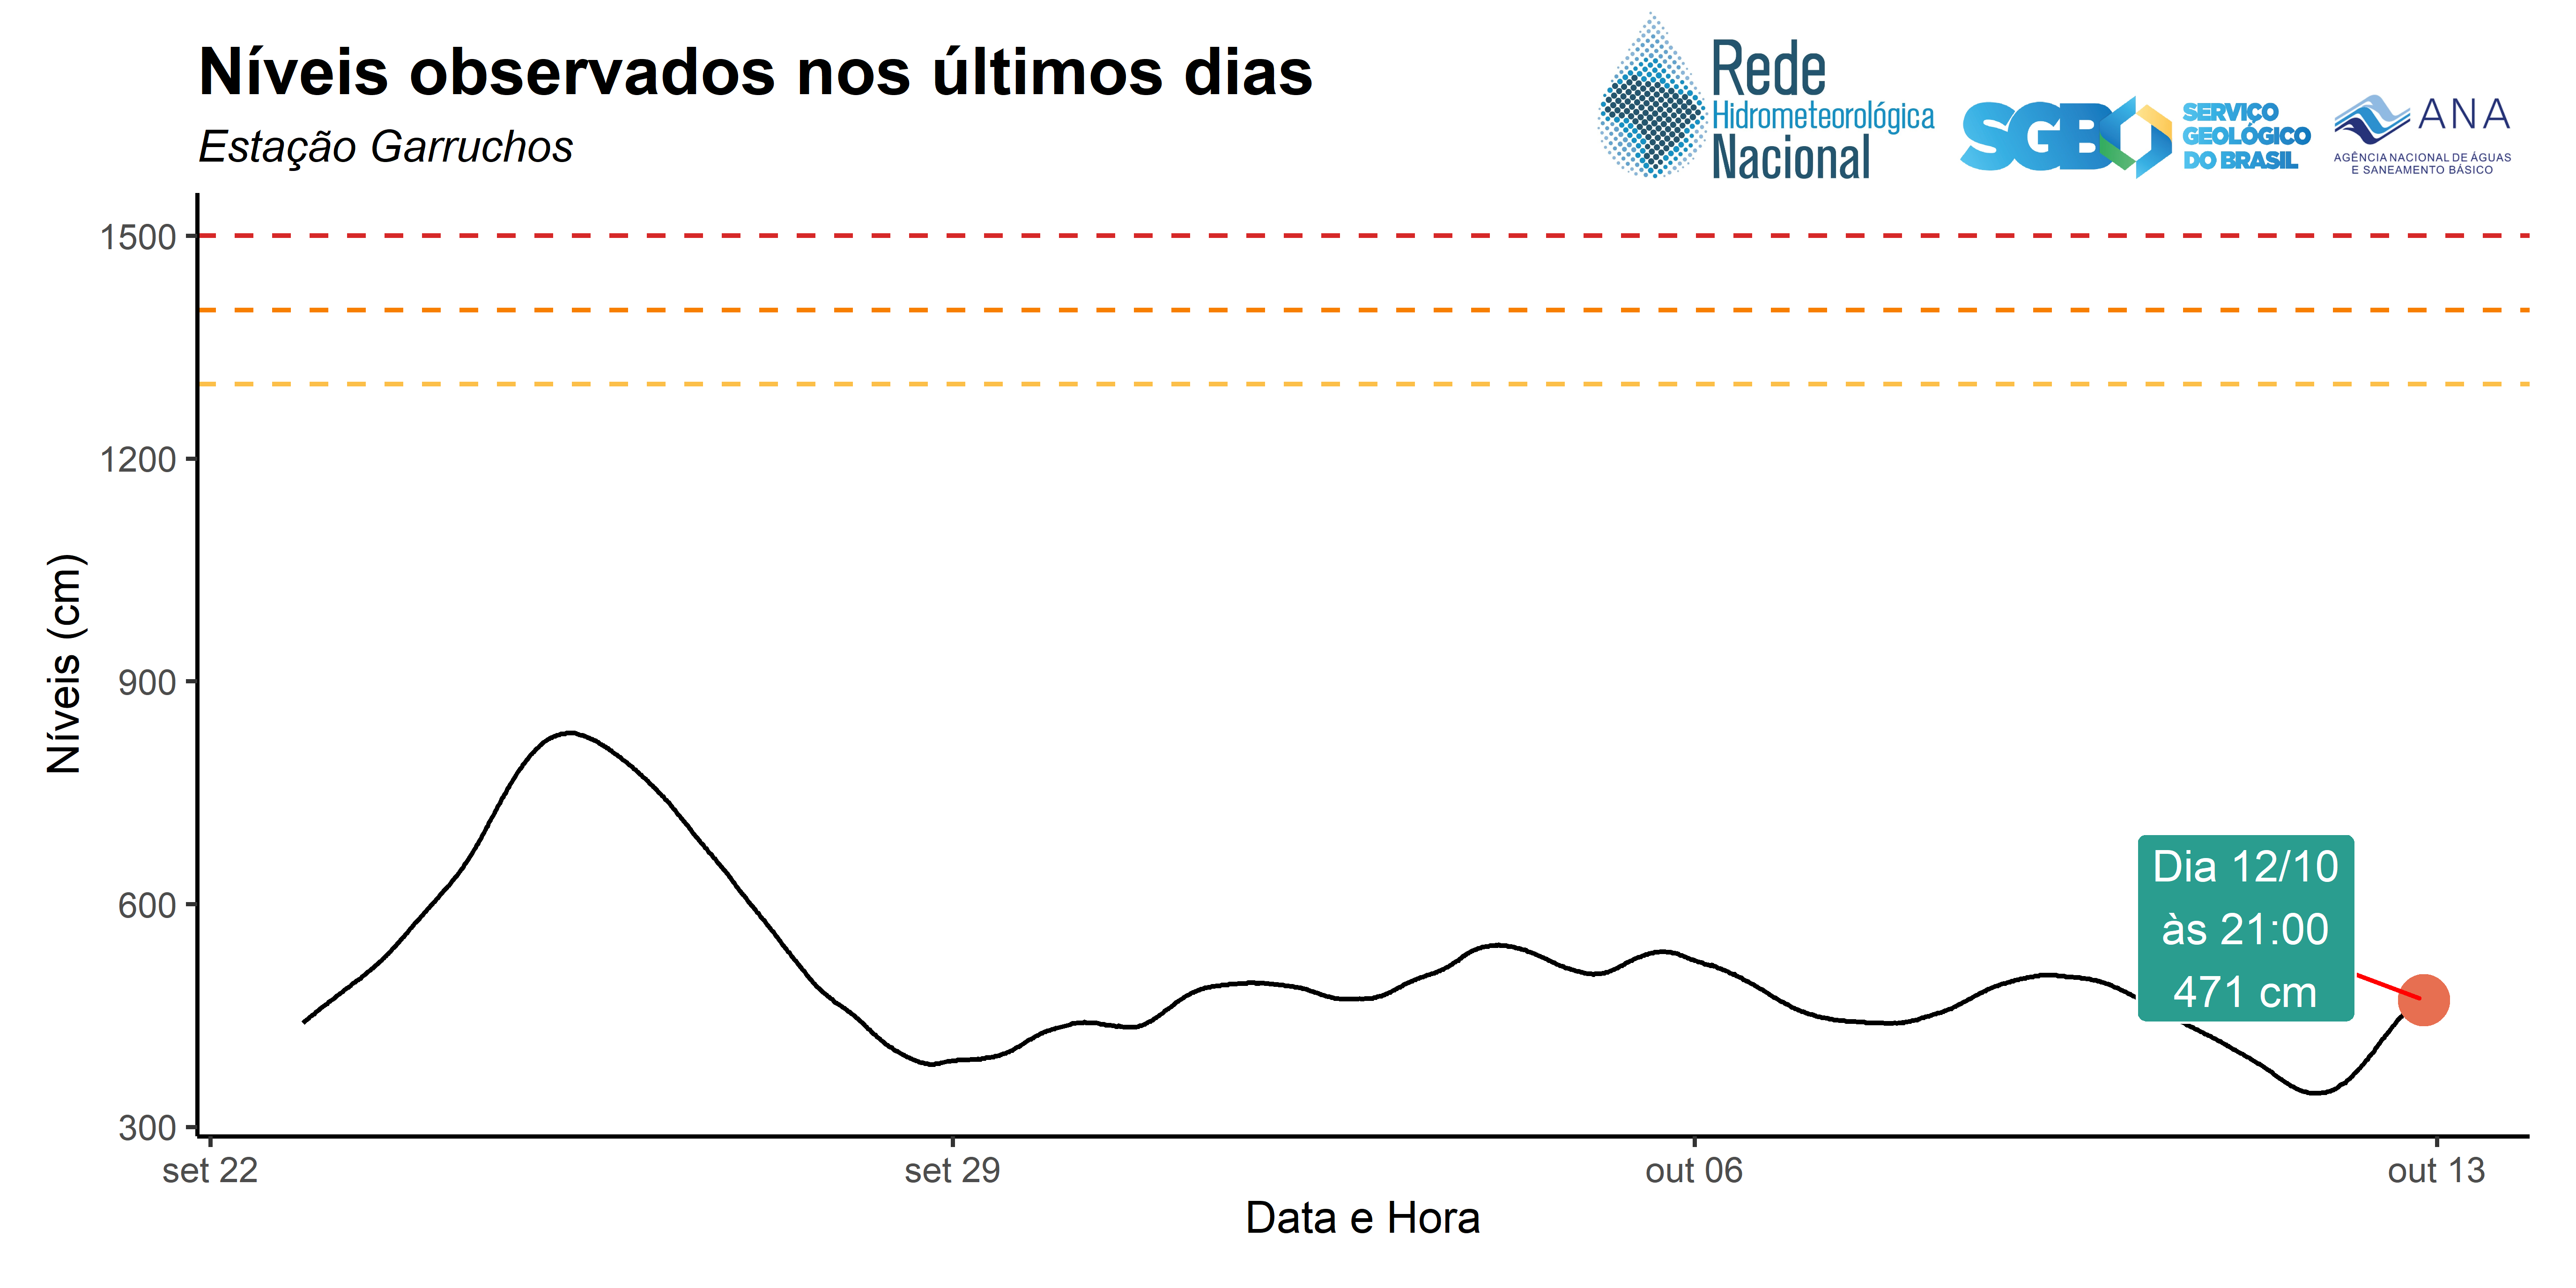 Níveis observados nos últimos dias
Estação Garruchos
Rede
Hidrometeorológica
Nacional
SGB
SERVIÇO
GEOLÓGICO
DO BRASIL
ANA
AGÊNCIA NACIONAL DE ÁGUAS
E SANEAMENTO BÁSICO
1500
1200
900
600
300
Níveis (cm)
Dia 12/10
às 21:00
471 cm
set 22
set 29
out 06
out 13
Data e Hora